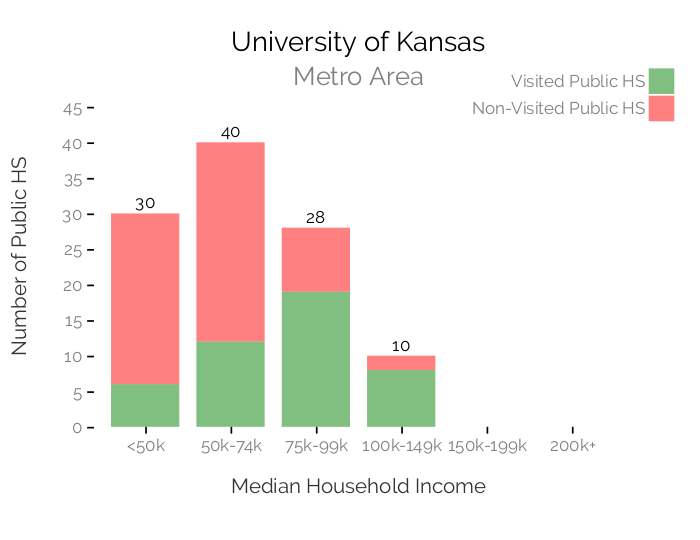 University of Kansas
Metro Area
Visited Public HS
Non-Visited Public HS
Number of Public HS
45
40
35
30
25
20
15
10
5
0
30
40
28
10
<50k
50k-74k
75k-99k
100k-149k
150k-199k
200k+
Median Household Income